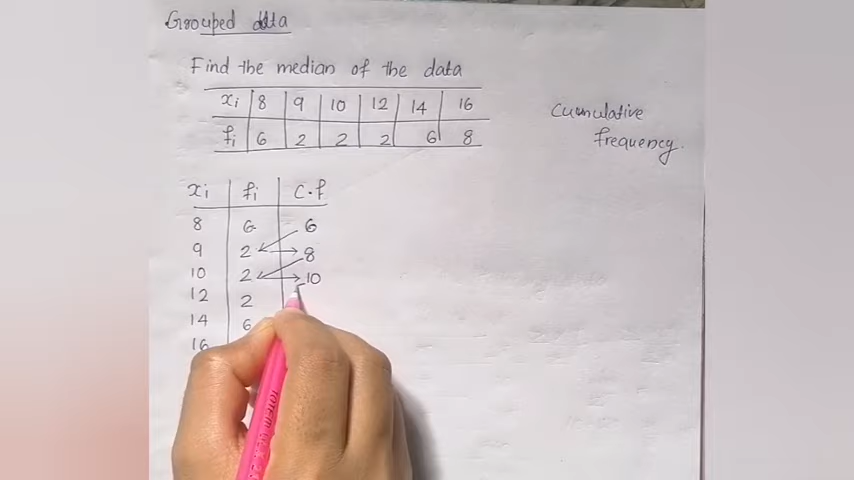 Grouped data
Find the median of the data
xi 8 9 10 12 14 16
fi 6 2 2 2 6 8
Cumulative
frequency.
xi fi C.f
8 6 6
9 2 8
10 2 10
12 2
14 6
16